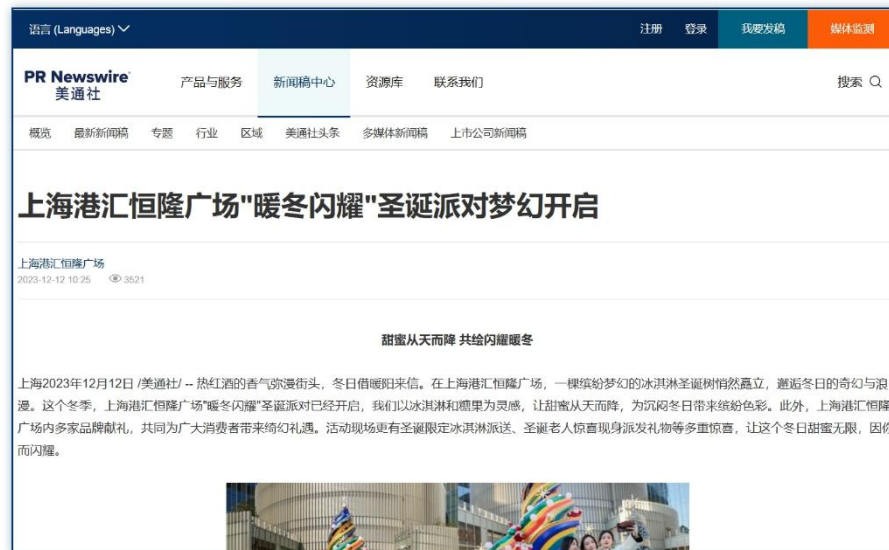 语言 (Languages)
注册 登录 我要发稿 媒体监测
PR Newswire 产品与服务 新闻稿中心 资源库 联系我们 搜索
美通社
概览 最新新闻稿 专题 行业 区域 美通社头条 多媒体新闻稿 上市公司新闻稿
上海港汇恒隆广场"暖冬闪耀"圣诞派对梦幻开启
上海港汇恒隆广场
2023-12-12 10:25 3521
甜蜜从天而降 共绘闪耀暖冬
上海2023年12月12日 /美通社/ -- 热红酒的香气弥漫街头，冬日借暖阳来信。在上海港汇恒隆广场，一棵缤纷梦幻的冰淇淋圣诞树悄然矗立，邂逅冬日的奇幻与浪
漫。这个冬季，上海港汇恒隆广场"暖冬闪耀"圣诞派对已经开启，我们以冰淇淋和糖果为灵感，让甜蜜从天而降，为沉闷冬日带来缤纷色彩。此外，上海港汇恒隆
广场内多家品牌献礼，共同为广大消费者带来绮幻礼遇。活动现场更有圣诞限定冰淇淋派送、圣诞老人惊喜现身派发礼物等多重惊喜，让这个冬日甜蜜无限，因你
而闪耀。